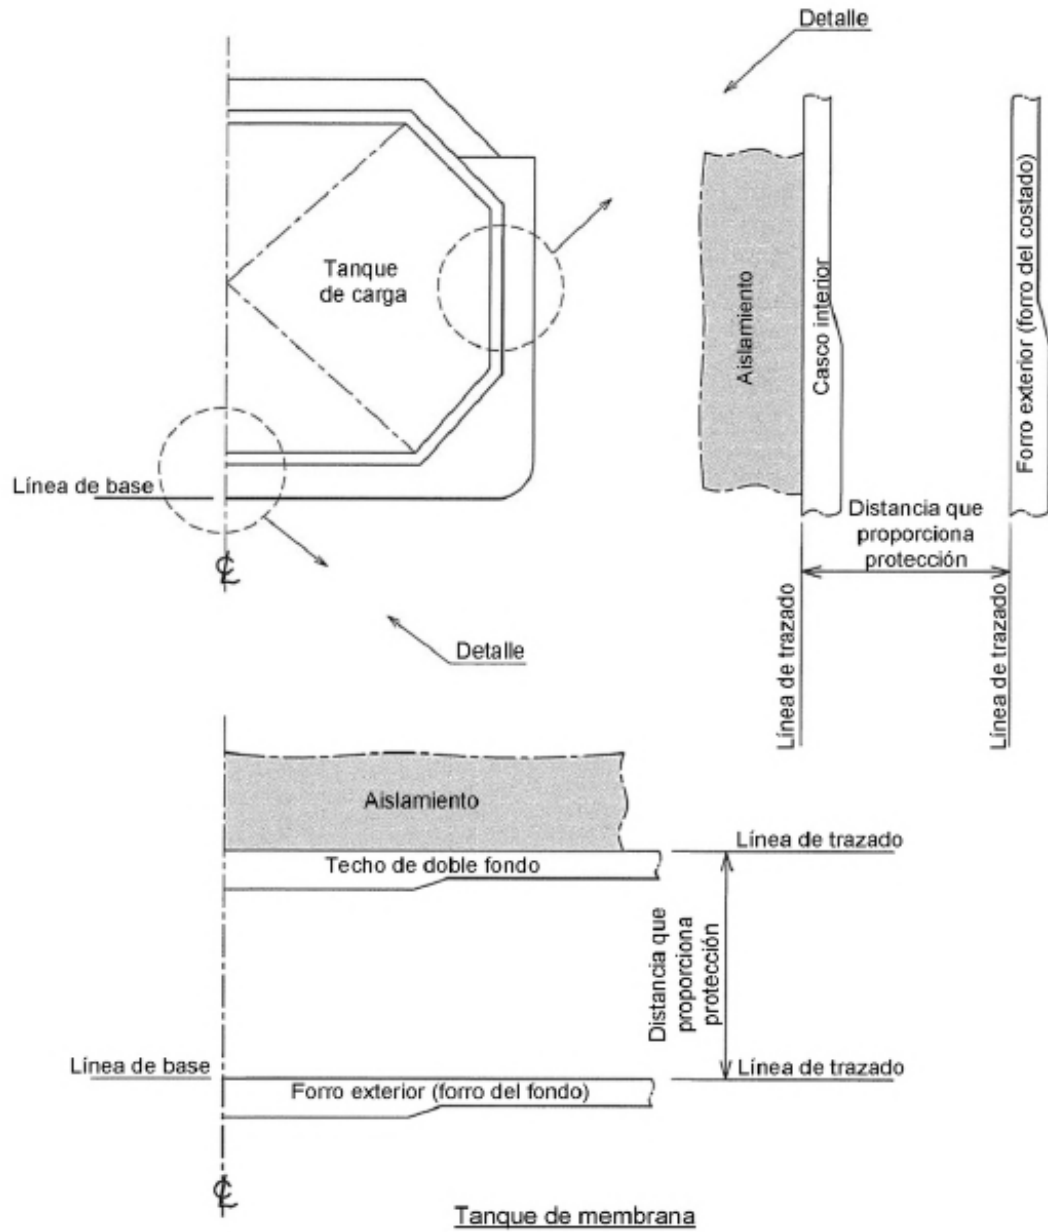 Detalle
Tanque
de carga
Línea de base
℄
Detalle
Aislamiento
Casco interior
Forro exterior (forro del costado)
Distancia que
proporciona
protección
Línea de trazado
Línea de trazado
Aislamiento
Techo de doble fondo
Línea de trazado
Distancia que
proporciona
protección
Línea de base
Línea de trazado
Forro exterior (forro del fondo)
℄
Tanque de membrana